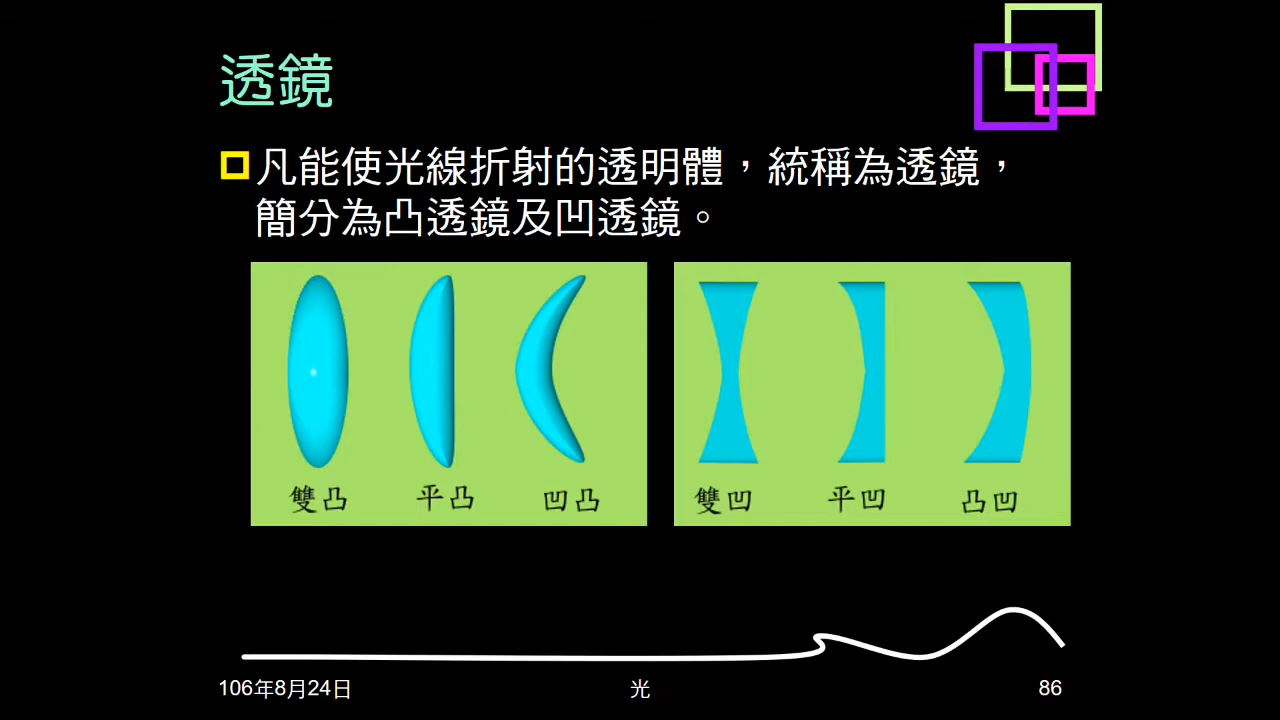 透鏡
凡能使光線折射的透明體，統稱為透鏡，
簡分為凸透鏡及凹透鏡。
雙凸 平凸 凹凸 雙凹 平凹 凸凹
106年8月24日 光 86